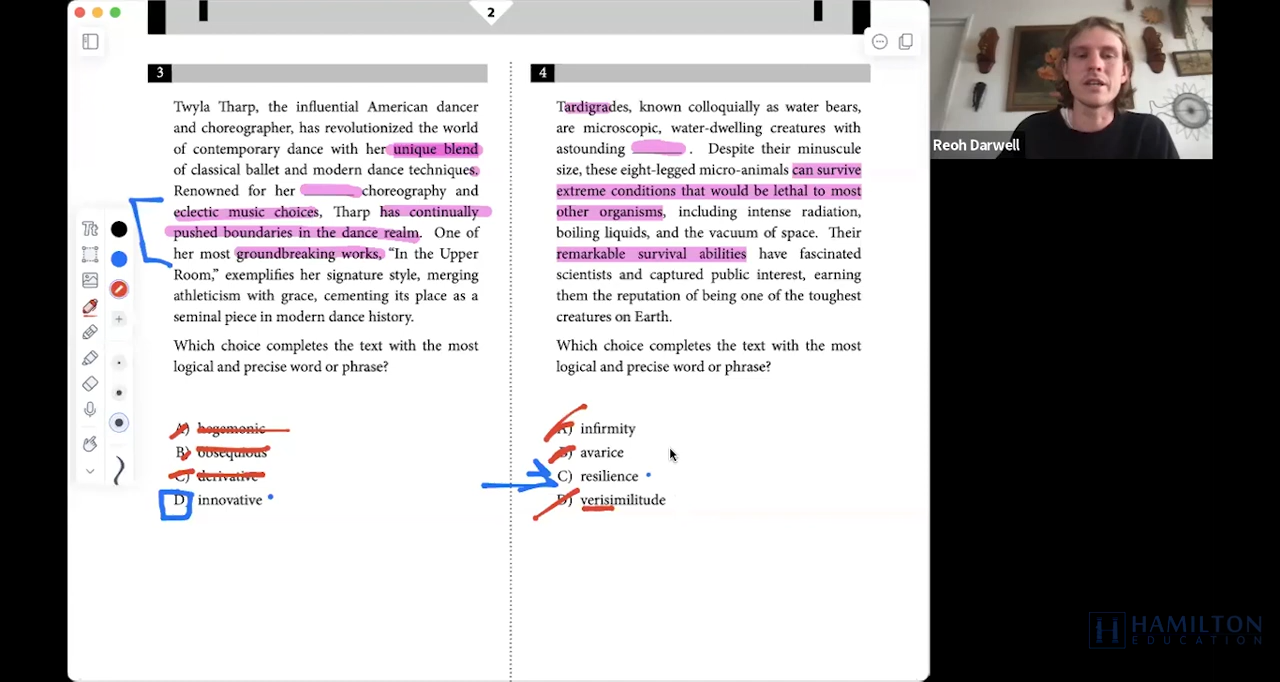 2
3
Twyla Tharp, the influential American dancer
and choreographer, has revolutionized the world
of contemporary dance with her unique blend
of classical ballet and modern dance techniques.
Renowned for her ______ choreography and
eclectic music choices, Tharp has continually
pushed boundaries in the dance realm. One of
her most groundbreaking works, “In the Upper
Room,” exemplifies her signature style, merging
athleticism with grace, cementing its place as a
seminal piece in modern dance history.
Which choice completes the text with the most
logical and precise word or phrase?
A) hegemonic
B) obsequious
C) derivative
D) innovative
4
Tardigrades, known colloquially as water bears,
are microscopic, water-dwelling creatures with
astounding ______ . Despite their minuscule
size, these eight-legged micro-animals can survive
extreme conditions that would be lethal to most
other organisms, including intense radiation,
boiling liquids, and the vacuum of space. Their
remarkable survival abilities have fascinated
scientists and captured public interest, earning
them the reputation of being one of the toughest
creatures on Earth.
Which choice completes the text with the most
logical and precise word or phrase?
A) infirmity
B) avarice
C) resilience
D) verisimilitude
Tt
Reoh Darwell
HAMILTON
EDUCATION